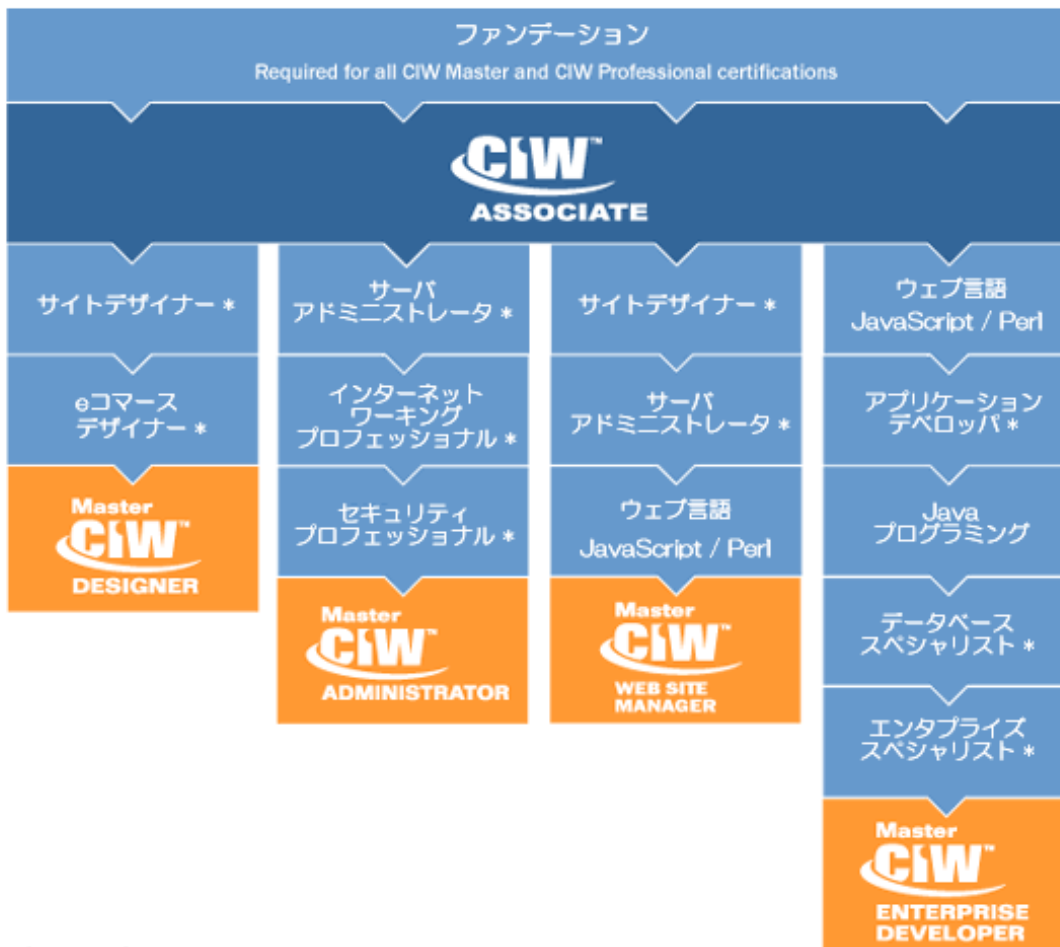 ファンデーション
Required for all CIW Master and CIW Professional certifications
CIW™
ASSOCIATE
サイトデザイナー *
eコマース
デザイナー *
Master
CIW™
DESIGNER
サーバ
アドミニストレータ *
インターネット
ワーキング
プロフェッショナル *
セキュリティ
プロフェッショナル *
Master
CIW™
ADMINISTRATOR
サイトデザイナー *
サーバ
アドミニストレータ *
ウェブ言語
JavaScript / Perl
Master
CIW™
WEB SITE
MANAGER
ウェブ言語
JavaScript / Perl
アプリケーション
デベロッパ *
Java
プログラミング
データベース
スペシャリスト *
エンタプライズ
スペシャリスト *
Master
CIW™
ENTERPRISE
DEVELOPER